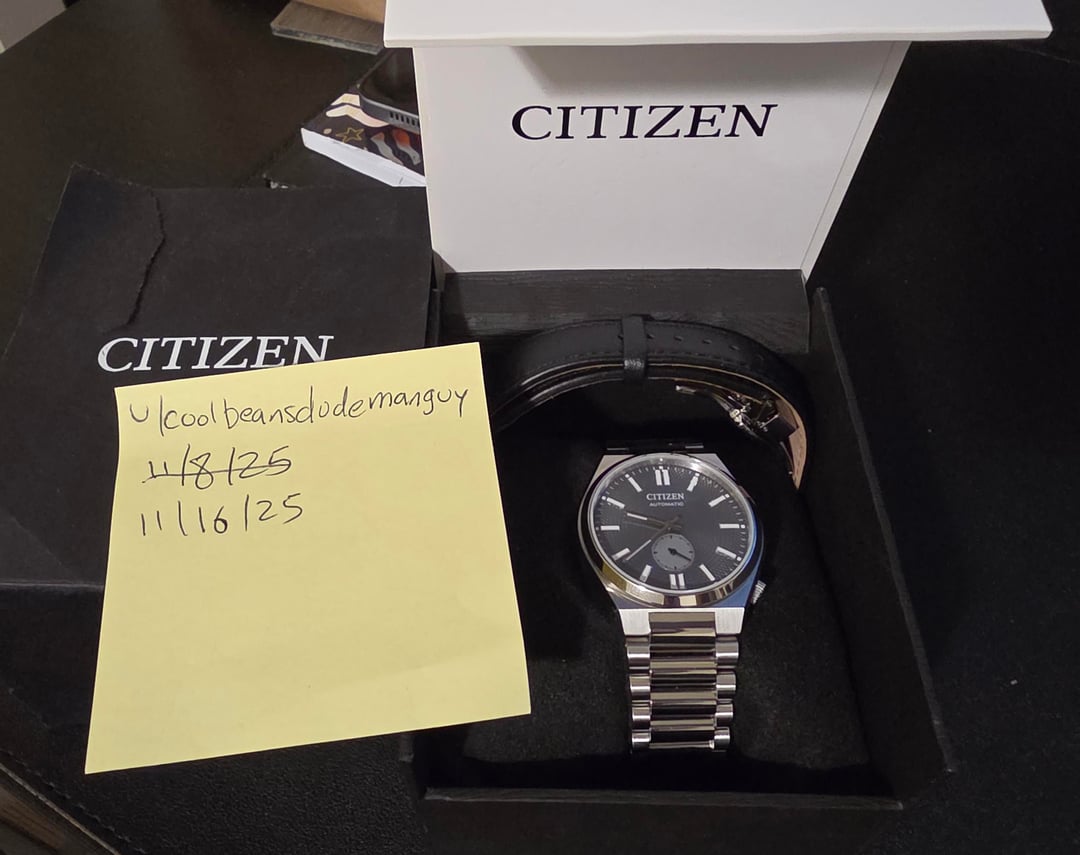 CITIZEN
CITIZEN
u/coolbeansdudemanguy
11/8/25
11/16/25
CITIZEN
AUTOMATIC